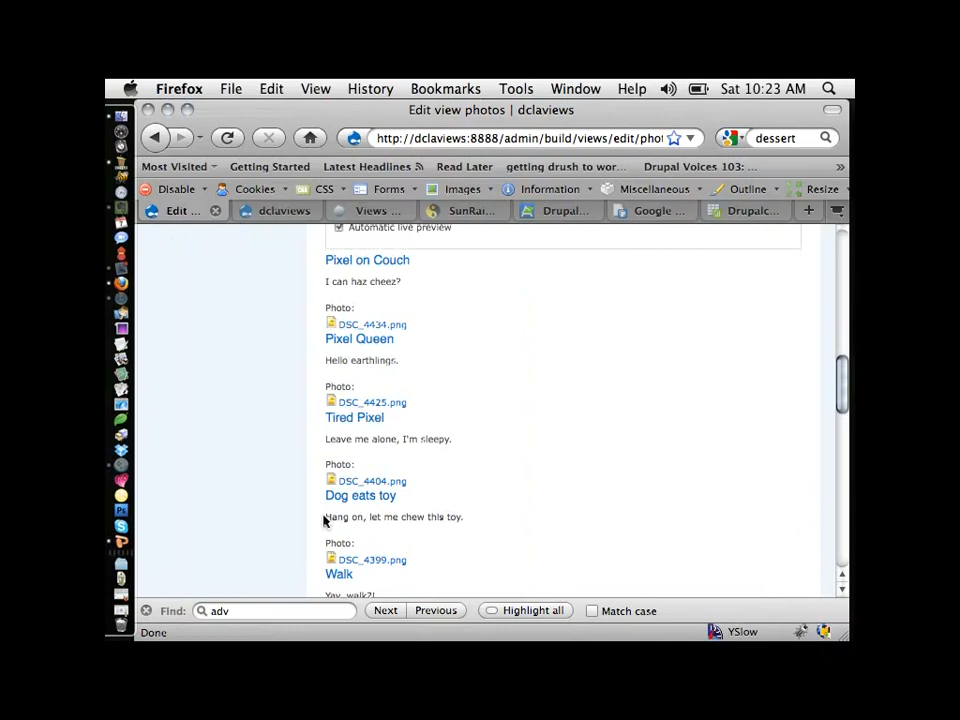 Firefox File Edit View History Bookmarks Tools Window Help Sat 10:23 AM
Edit view photos | dclaviews
http://dclaviews:8888/admin/build/views/edit/phot dessert
Most Visited Getting Started Latest Headlines Read Later getting drush to wor... Drupal Voices 103:... »
Disable Cookies CSS Forms Images Information Miscellaneous Outline Resize
Edit ... dclaviews Views ... SunRai... Drupal... Google ... Drupalc... +
Automatic live preview
Pixel on Couch
I can haz cheez?
Photo:
DSC_4434.png
Pixel Queen
Hello earthlings.
Photo:
DSC_4425.png
Tired Pixel
Leave me alone, I'm sleepy.
Photo:
DSC_4404.png
Dog eats toy
Hang on, let me chew this toy.
Photo:
DSC_4399.png
Walk
Yay, walk?!
Find: adv Next Previous Highlight all Match case
Done YSlow